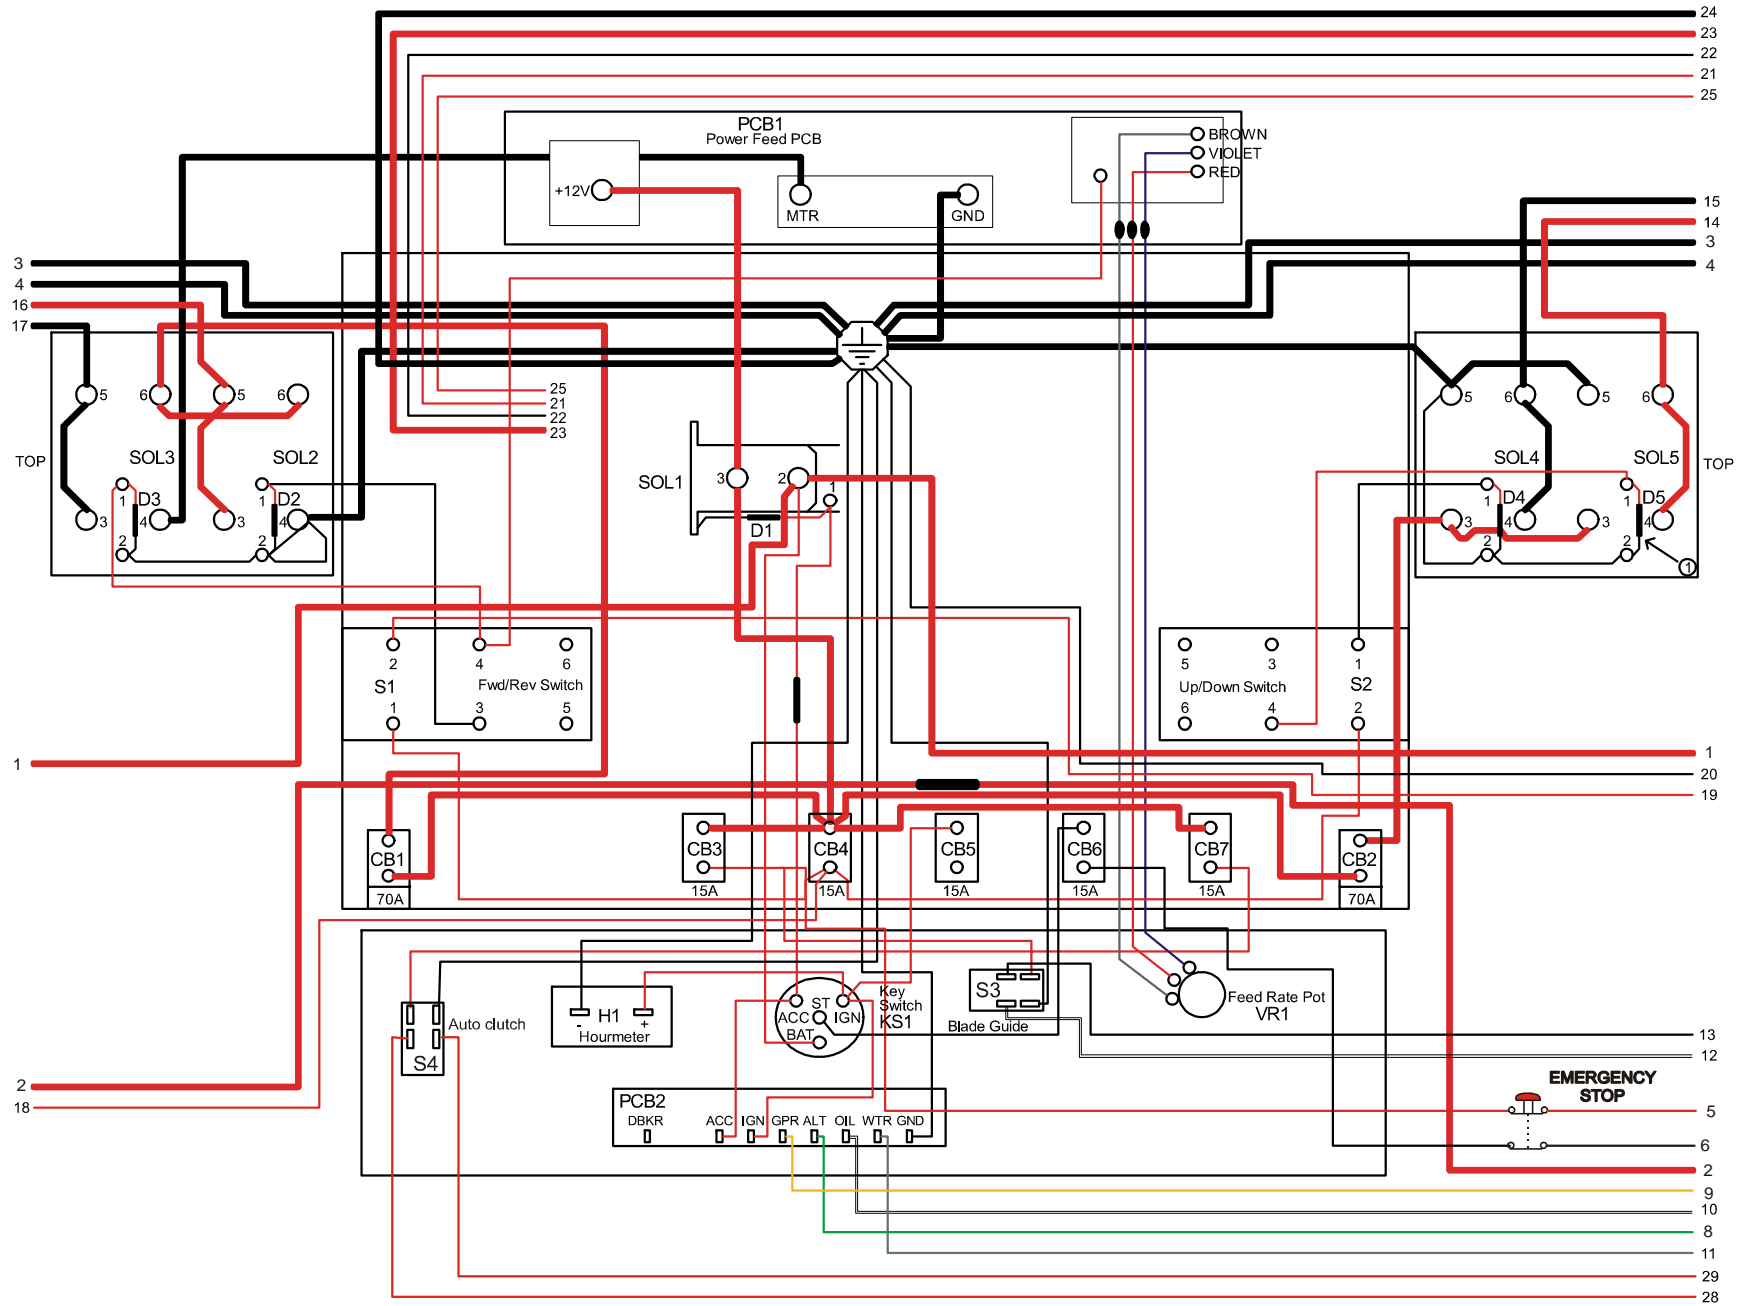 24
23
22
21
25
PCB1
Power Feed PCB
BROWN
VIOLET
RED
+12V
MTR
GND
15
14
3
4
3
4
16
17
5
6
5
6
5
6
5
6
25
21
22
23
TOP
SOL3
SOL2
SOL1
3
2
1
SOL4
SOL5
TOP
1
D3
1
D2
D1
1
D4
1
D5
3
4
3
4
3
4
3
4
2
2
2
2
1
2
4
6
5
3
1
S1
Fwd/Rev Switch
Up/Down Switch
S2
1
3
5
6
4
2
1
1
20
19
CB1
CB3
CB4
CB5
CB6
CB7
CB2
70A
15A
15A
15A
15A
15A
70A
Auto clutch
S4
H1
- +
Hourmeter
ST
ACC
IGN
BAT
Key
Switch
KS1
S3
Blade Guide
Feed Rate Pot
VR1
13
12
2
18
EMERGENCY
STOP
PCB2
DBKR
ACC
IGN
GPR
ALT
OIL
WTR
GND
5
6
2
9
10
8
11
29
28